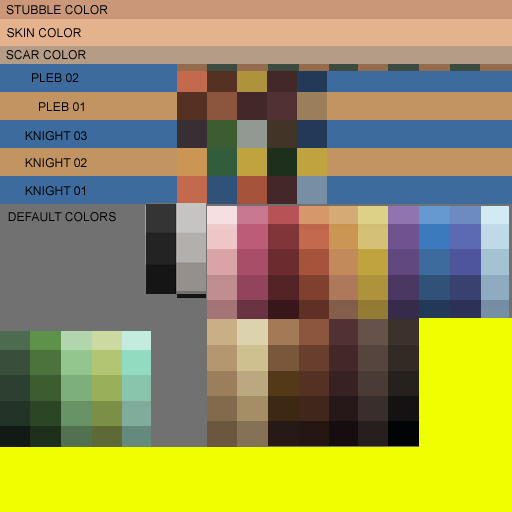 STUBBLE COLOR
SKIN COLOR
SCAR COLOR
PLEB 02
PLEB 01
KNIGHT 03
KNIGHT 02
KNIGHT 01
DEFAULT COLORS